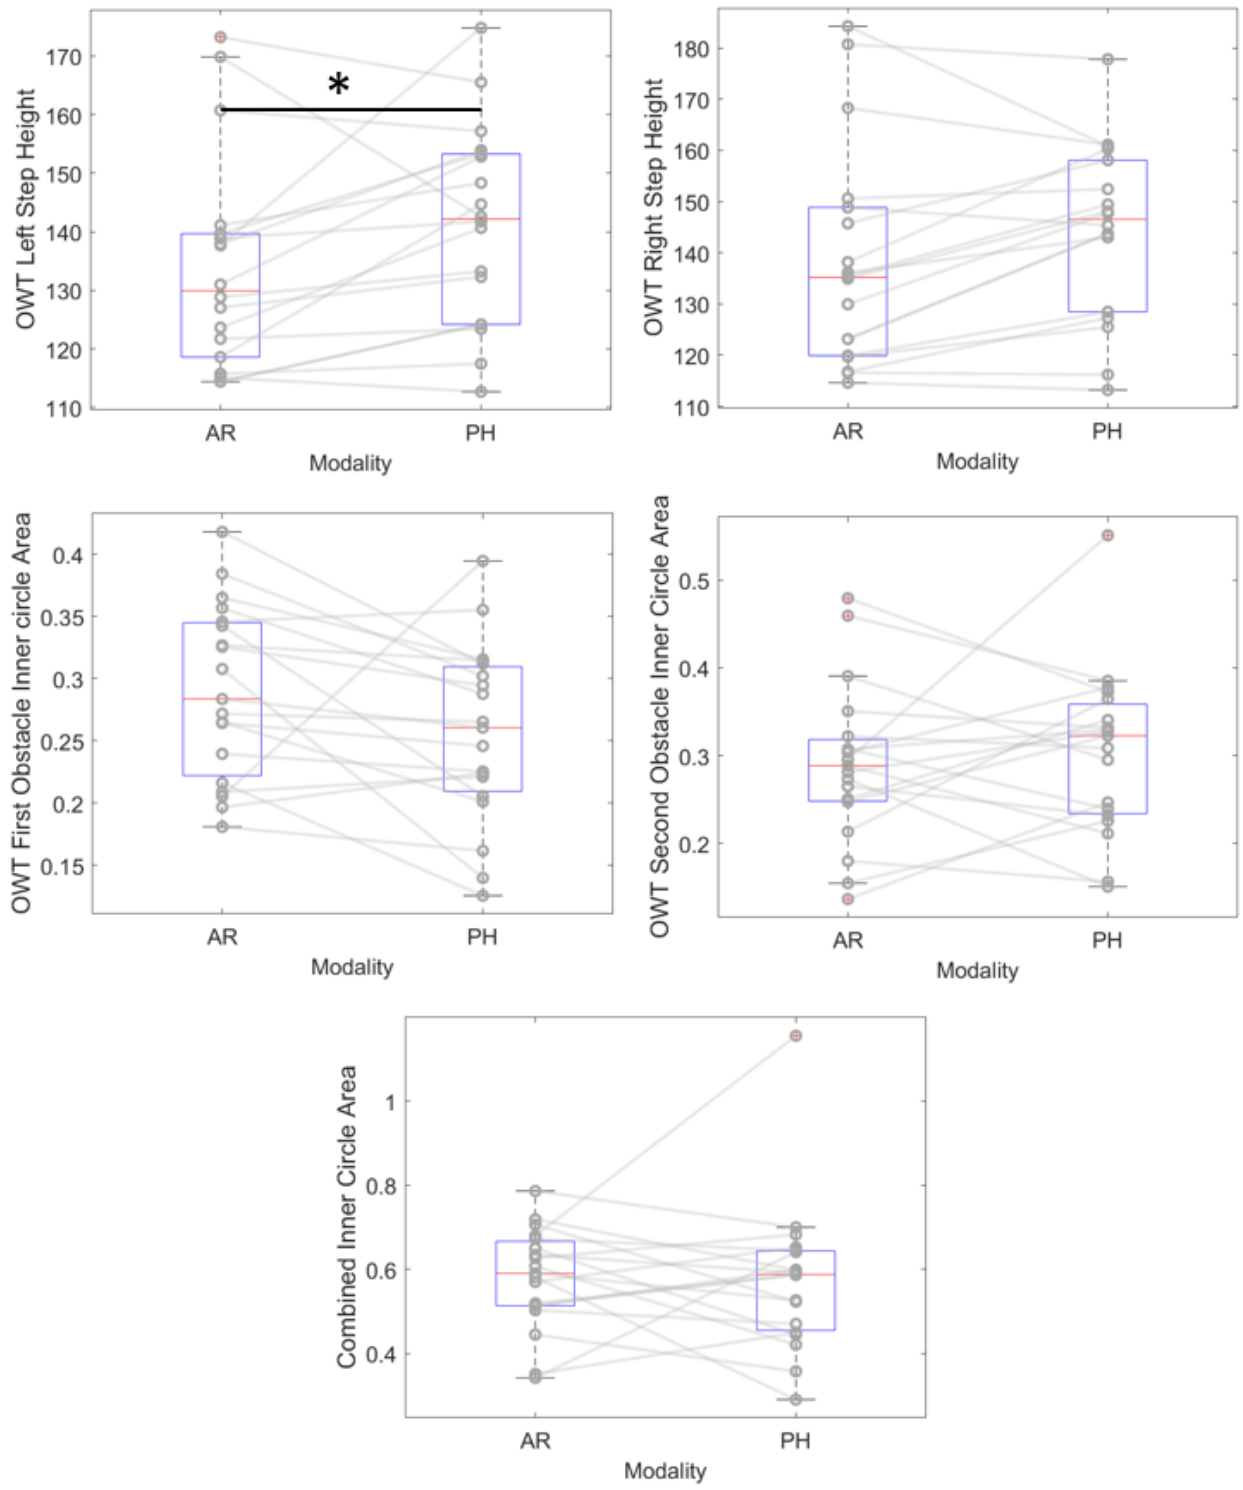 OWT Left Step Height
170
160
150
140
130
120
110
*
AR
PH
Modality
OWT Right Step Height
180
170
160
150
140
130
120
110
AR
PH
Modality
OWT First Obstacle Inner circle Area
0.4
0.35
0.3
0.25
0.2
0.15
AR
PH
Modality
OWT Second Obstacle Inner Circle Area
0.5
0.4
0.3
0.2
AR
PH
Modality
Combined Inner Circle Area
1
0.8
0.6
0.4
AR
PH
Modality